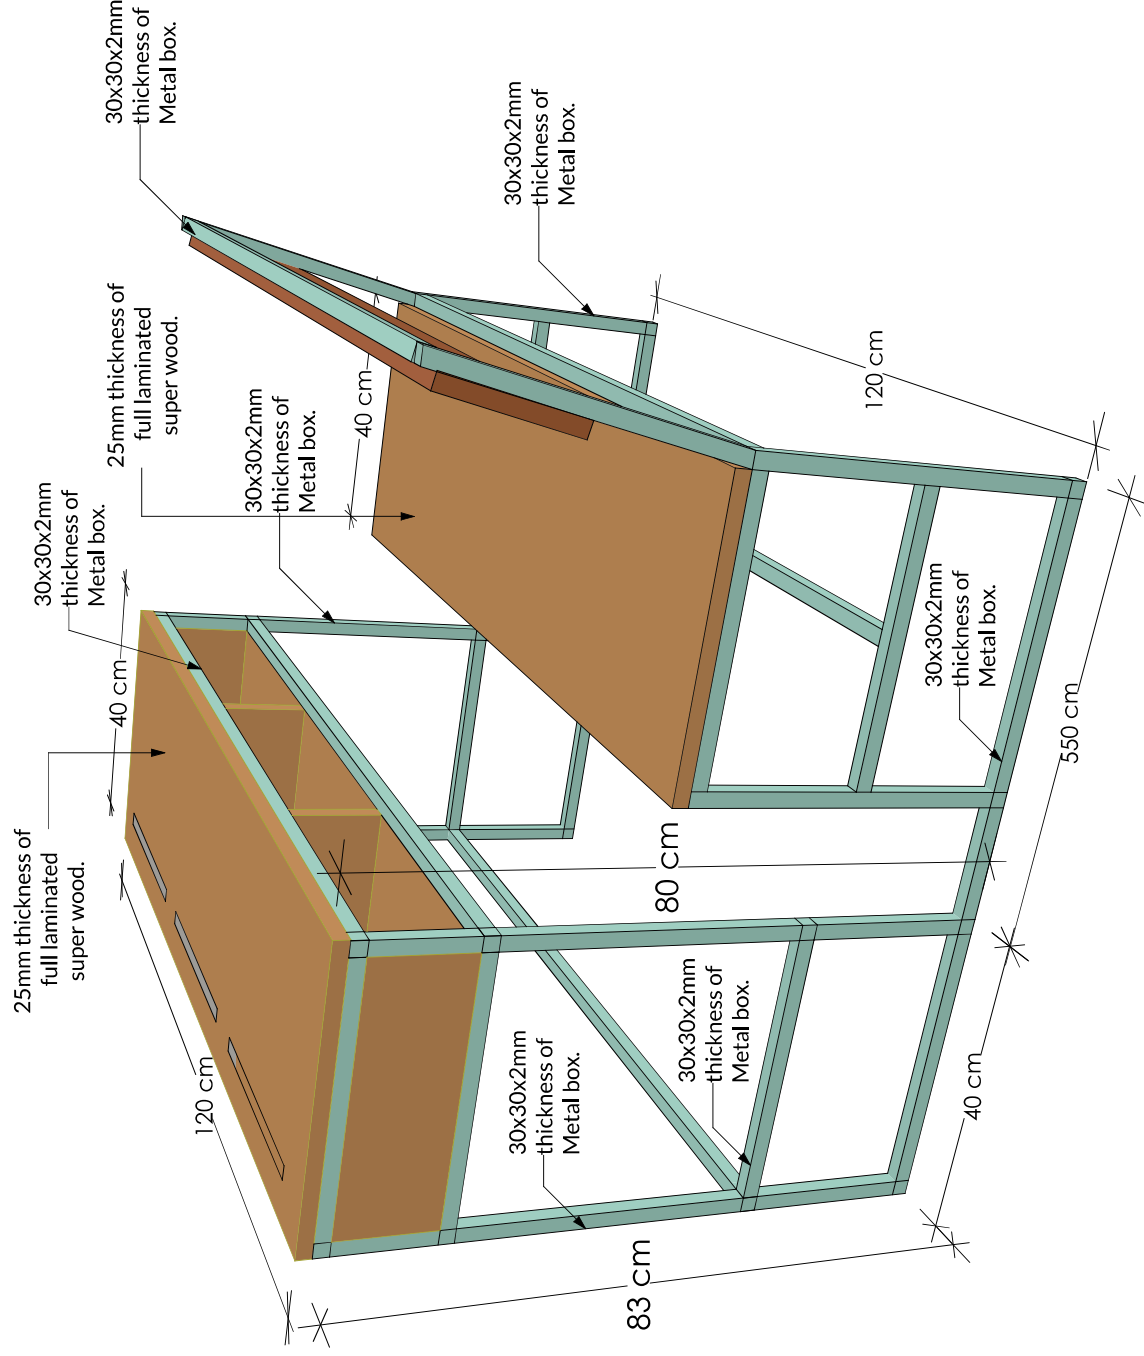 30x30x2mm
thickness of
Metal box.
30x30x2mm
thickness of
Metal box.
25mm thickness of
full laminated
super wood.
30x30x2mm
thickness of
Metal box.
40 cm
30x30x2mm
thickness of
Metal box.
120 cm
40 cm
25mm thickness of
full laminated
super wood.
30x30x2mm
thickness of
Metal box.
550 cm
80 cm
120 cm
30x30x2mm
thickness of
Metal box.
30x30x2mm
thickness of
Metal box.
40 cm
83 cm